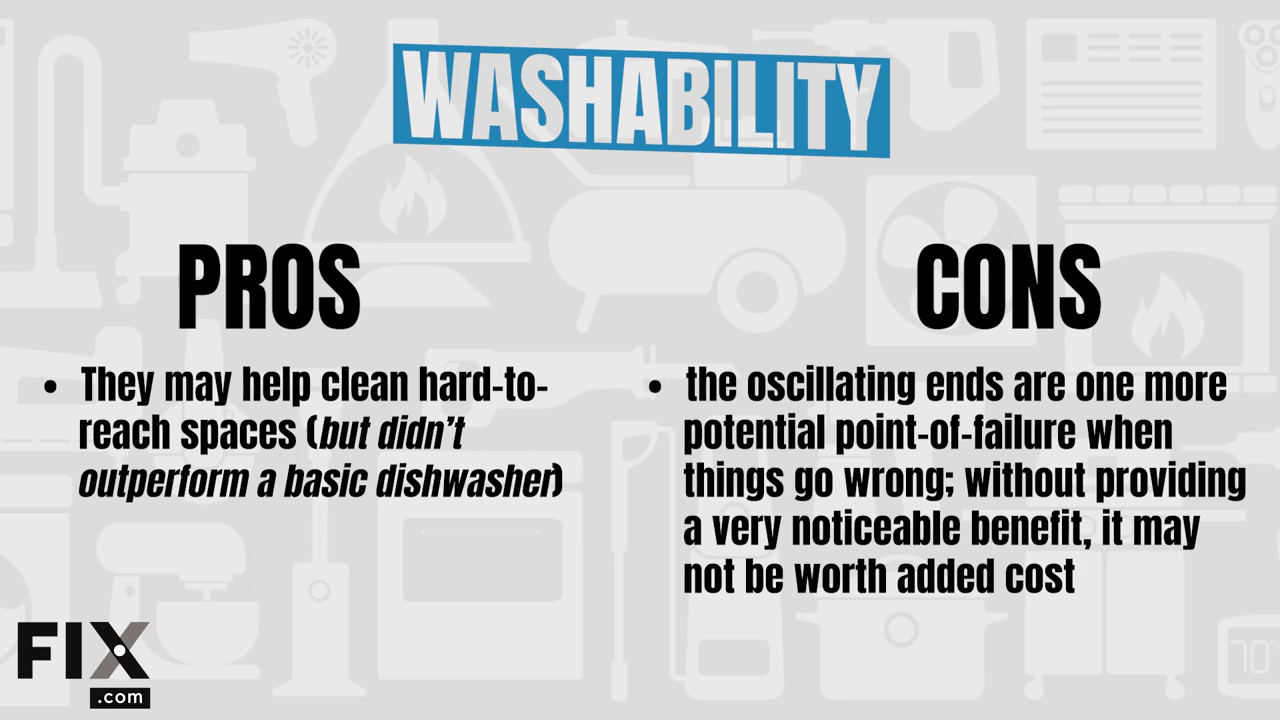 WASHABILITY
PROS
• They may help clean hard-to-
reach spaces (but didn't
outperform a basic dishwasher)
CONS
• the oscillating ends are one more
potential point-of-failure when
things go wrong; without providing
a very noticeable benefit, it may
not be worth added cost
FIX
.com
70°